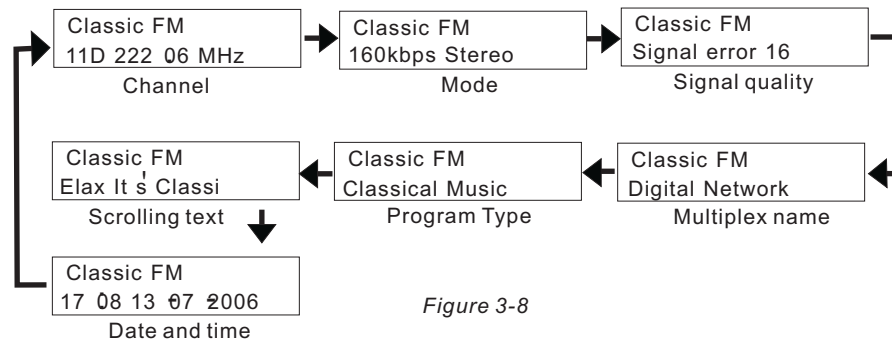 Classic FM
11D 222 06 MHz
Channel
Classic FM
160kbps Stereo
Mode
Classic FM
Signal error 16
Signal quality
Classic FM
Digital Network
Multiplex name
Classic FM
Classical Music
Program Type
Classic FM
Elax It's Classi
Scrolling text
Classic FM
17 08 13 -07 -2006
Date and time
Figure 3-8